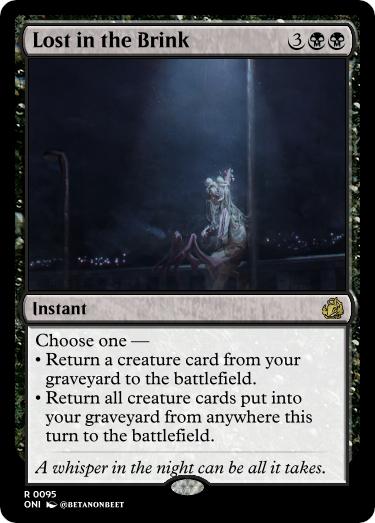 Lost in the Brink 3
Instant
Choose one —
• Return a creature card from your
graveyard to the battlefield.
• Return all creature cards put into
your graveyard from anywhere this
turn to the battlefield.
A whisper in the night can be all it takes.
R 0095
ONI @BETANONBEET